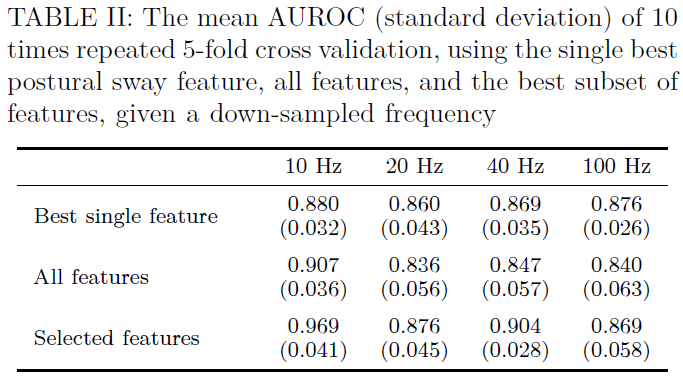 TABLE II: The mean AUROC (standard deviation) of 10
times repeated 5-fold cross validation, using the single best
postural sway feature, all features, and the best subset of
features, given a down-sampled frequency
10 Hz 20 Hz 40 Hz 100 Hz
Best single feature 0.880 0.860 0.869 0.876
(0.032) (0.043) (0.035) (0.026)
All features 0.907 0.836 0.847 0.840
(0.036) (0.056) (0.057) (0.063)
Selected features 0.969 0.876 0.904 0.869
(0.041) (0.045) (0.028) (0.058)